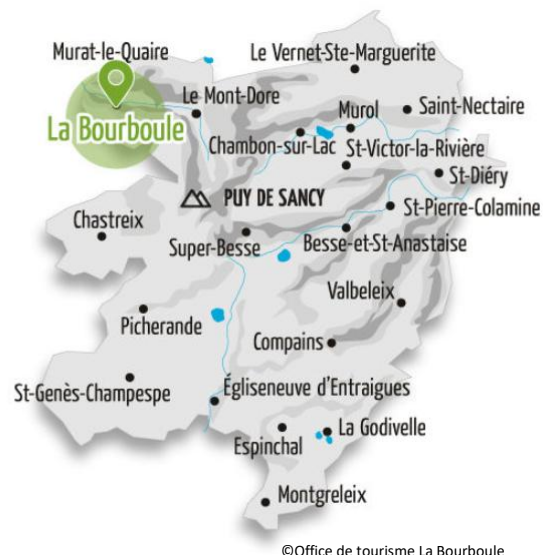 Murat-le-Quaire
Le Vernet-Ste-Marguerite
Le Mont-Dore
Saint-Nectaire
Murol
La Bourboule
Chambon-sur-Lac
St-Victor-la-Rivière
St-Diéry
PUY DE SANCY
St-Pierre-Colamine
Chastreix
Super-Besse
Besse-et-St-Anastaise
Valbeleix
Picherande
Compains
St-Genès-Champespe
Égliseneuve d'Entraigues
La Godivelle
Espinchal
Montgreleix
©Office de tourisme La Bourboule